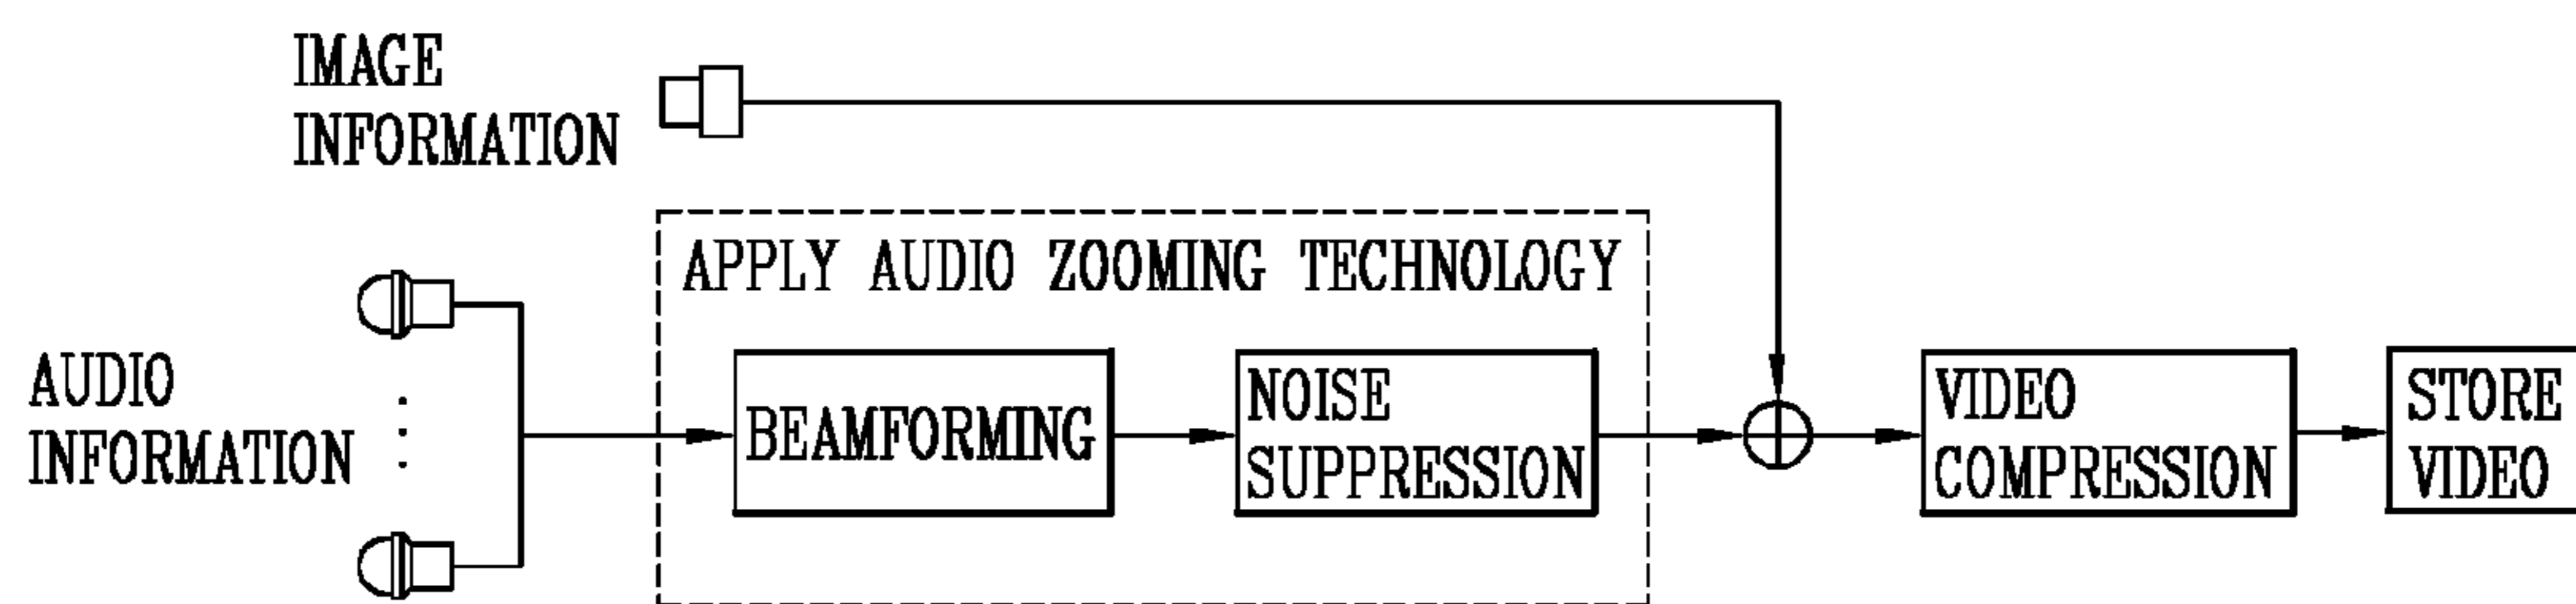 IMAGE
INFORMATION
APPLY AUDIO ZOOMING TECHNOLOGY
AUDIO
INFORMATION
BEAMFORMING
NOISE
SUPPRESSION
VIDEO
COMPRESSION
STORE
VIDEO